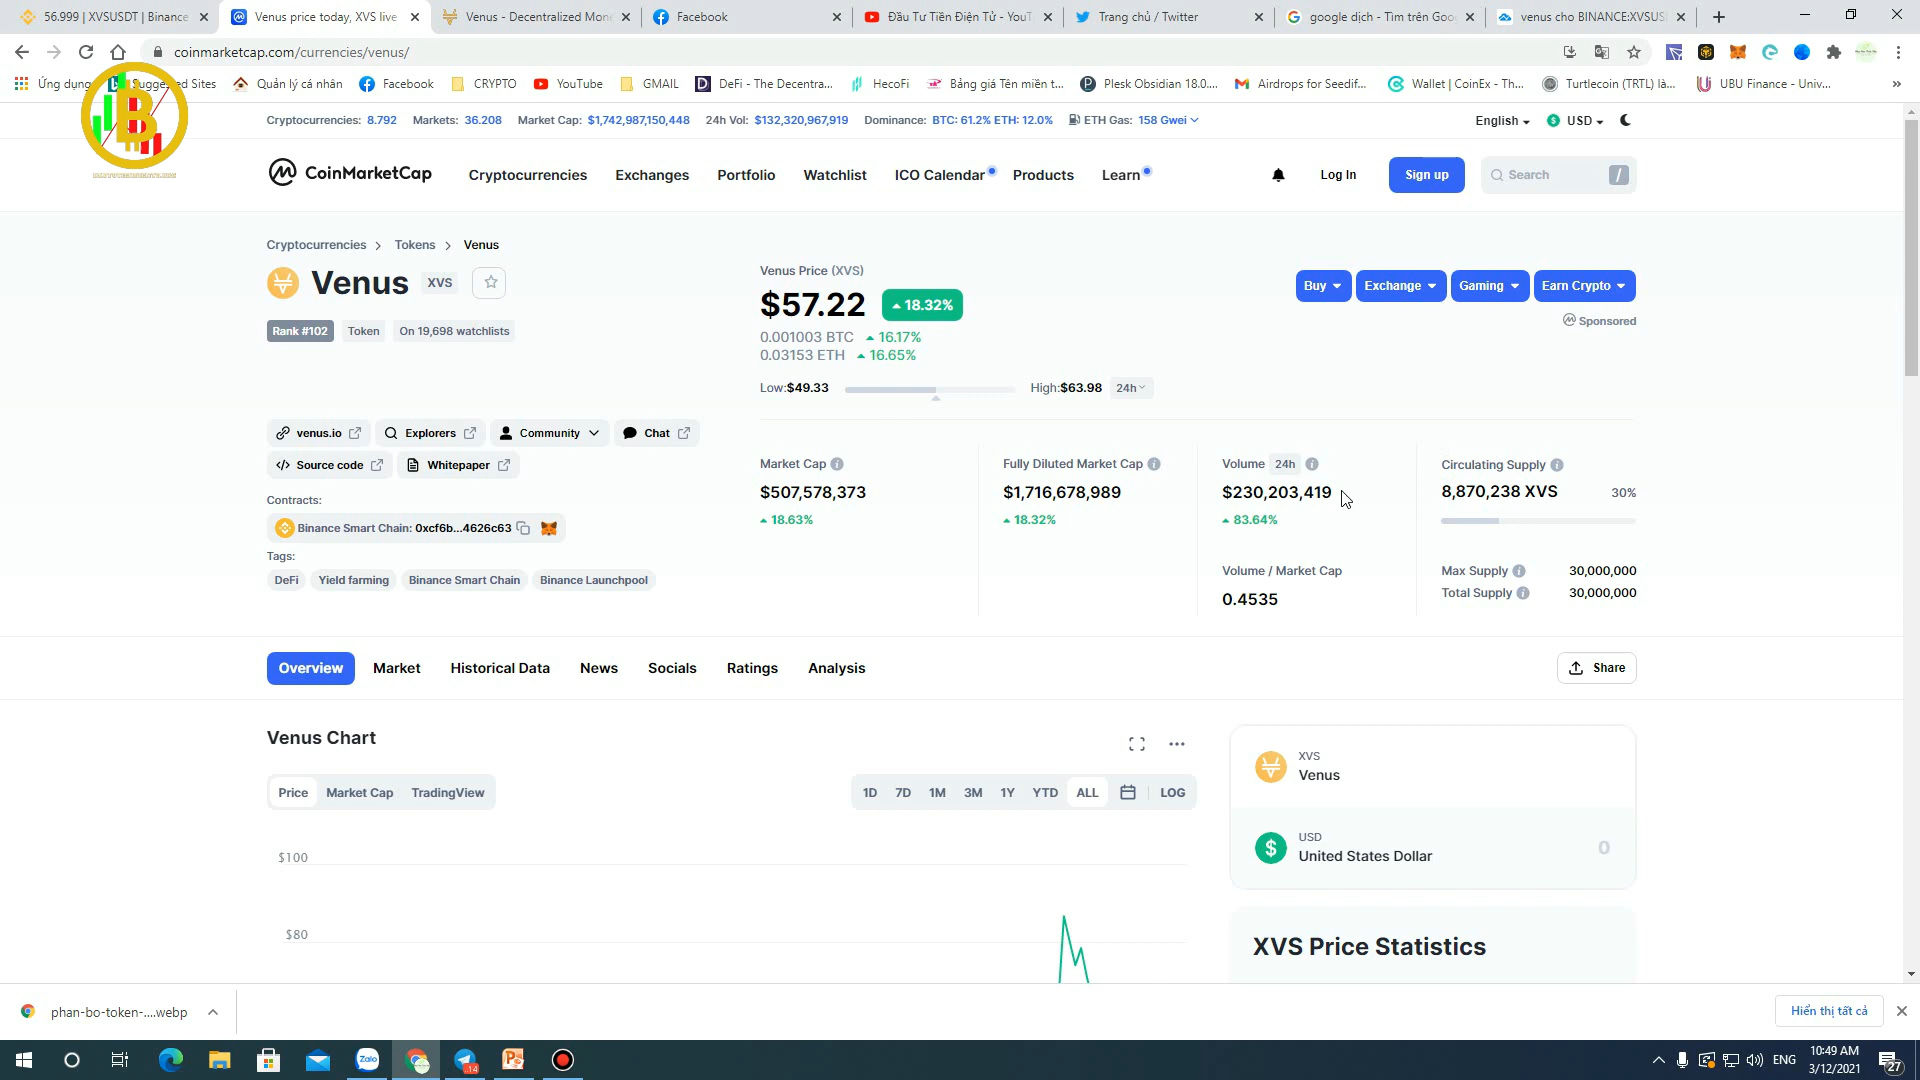 56.999 | XVSUSDT | Binance
Venus price today, XVS live
Venus - Decentralized Mone
Facebook
Đầu Tư Tiền Điện Tử - YouT
Trang chủ / Twitter
google dịch - Tìm trên Goo
venus cho BINANCE:XVSUS
coinmarketcap.com/currencies/venus/
Ứng dụng
Suggested Sites
Quản lý cá nhân
Facebook
CRYPTO
YouTube
GMAIL
DeFi - The Decentra...
HecoFi
Bảng giá Tên miền t...
Plesk Obsidian 18.0....
Airdrops for Seedif...
Wallet | CoinEx - Th...
Turtlecoin (TRTL) là...
UBU Finance - Univ...
»
Cryptocurrencies: 8.792 Markets: 36.208 Market Cap: $1,742,987,150,448 24h Vol: $132,320,967,919 Dominance: BTC: 61.2% ETH: 12.0% ETH Gas: 158 Gwei
English
USD
CoinMarketCap
Cryptocurrencies Exchanges Portfolio Watchlist ICO Calendar Products Learn
Log In
Sign up
Search /
Cryptocurrencies > Tokens > Venus
Venus XVS
Rank #102 Token On 19,698 watchlists
Venus Price (XVS)
$57.22 18.32%
0.001003 BTC 16.17%
0.03153 ETH 16.65%
Low:$49.33 High:$63.98 24h
Buy Exchange Gaming Earn Crypto
Sponsored
venus.io Explorers Community Chat
Source code Whitepaper
Contracts:
Binance Smart Chain: 0xcf6b...4626c63
Tags:
DeFi Yield farming Binance Smart Chain Binance Launchpool
Market Cap
$507,578,373
18.63%
Fully Diluted Market Cap
$1,716,678,989
18.32%
Volume 24h
$230,203,419
83.64%
Volume / Market Cap
0.4535
Circulating Supply
8,870,238 XVS 30%
Max Supply 30,000,000
Total Supply 30,000,000
Overview Market Historical Data News Socials Ratings Analysis
Share
Venus Chart
Price Market Cap TradingView
1D 7D 1M 3M 1Y YTD ALL LOG
$100
$80
XVS
Venus
USD
United States Dollar 0
XVS Price Statistics
phan-bo-token-....webp
Hiển thị tất cả
Zalo
14
ENG
10:49 AM
3/12/2021
27